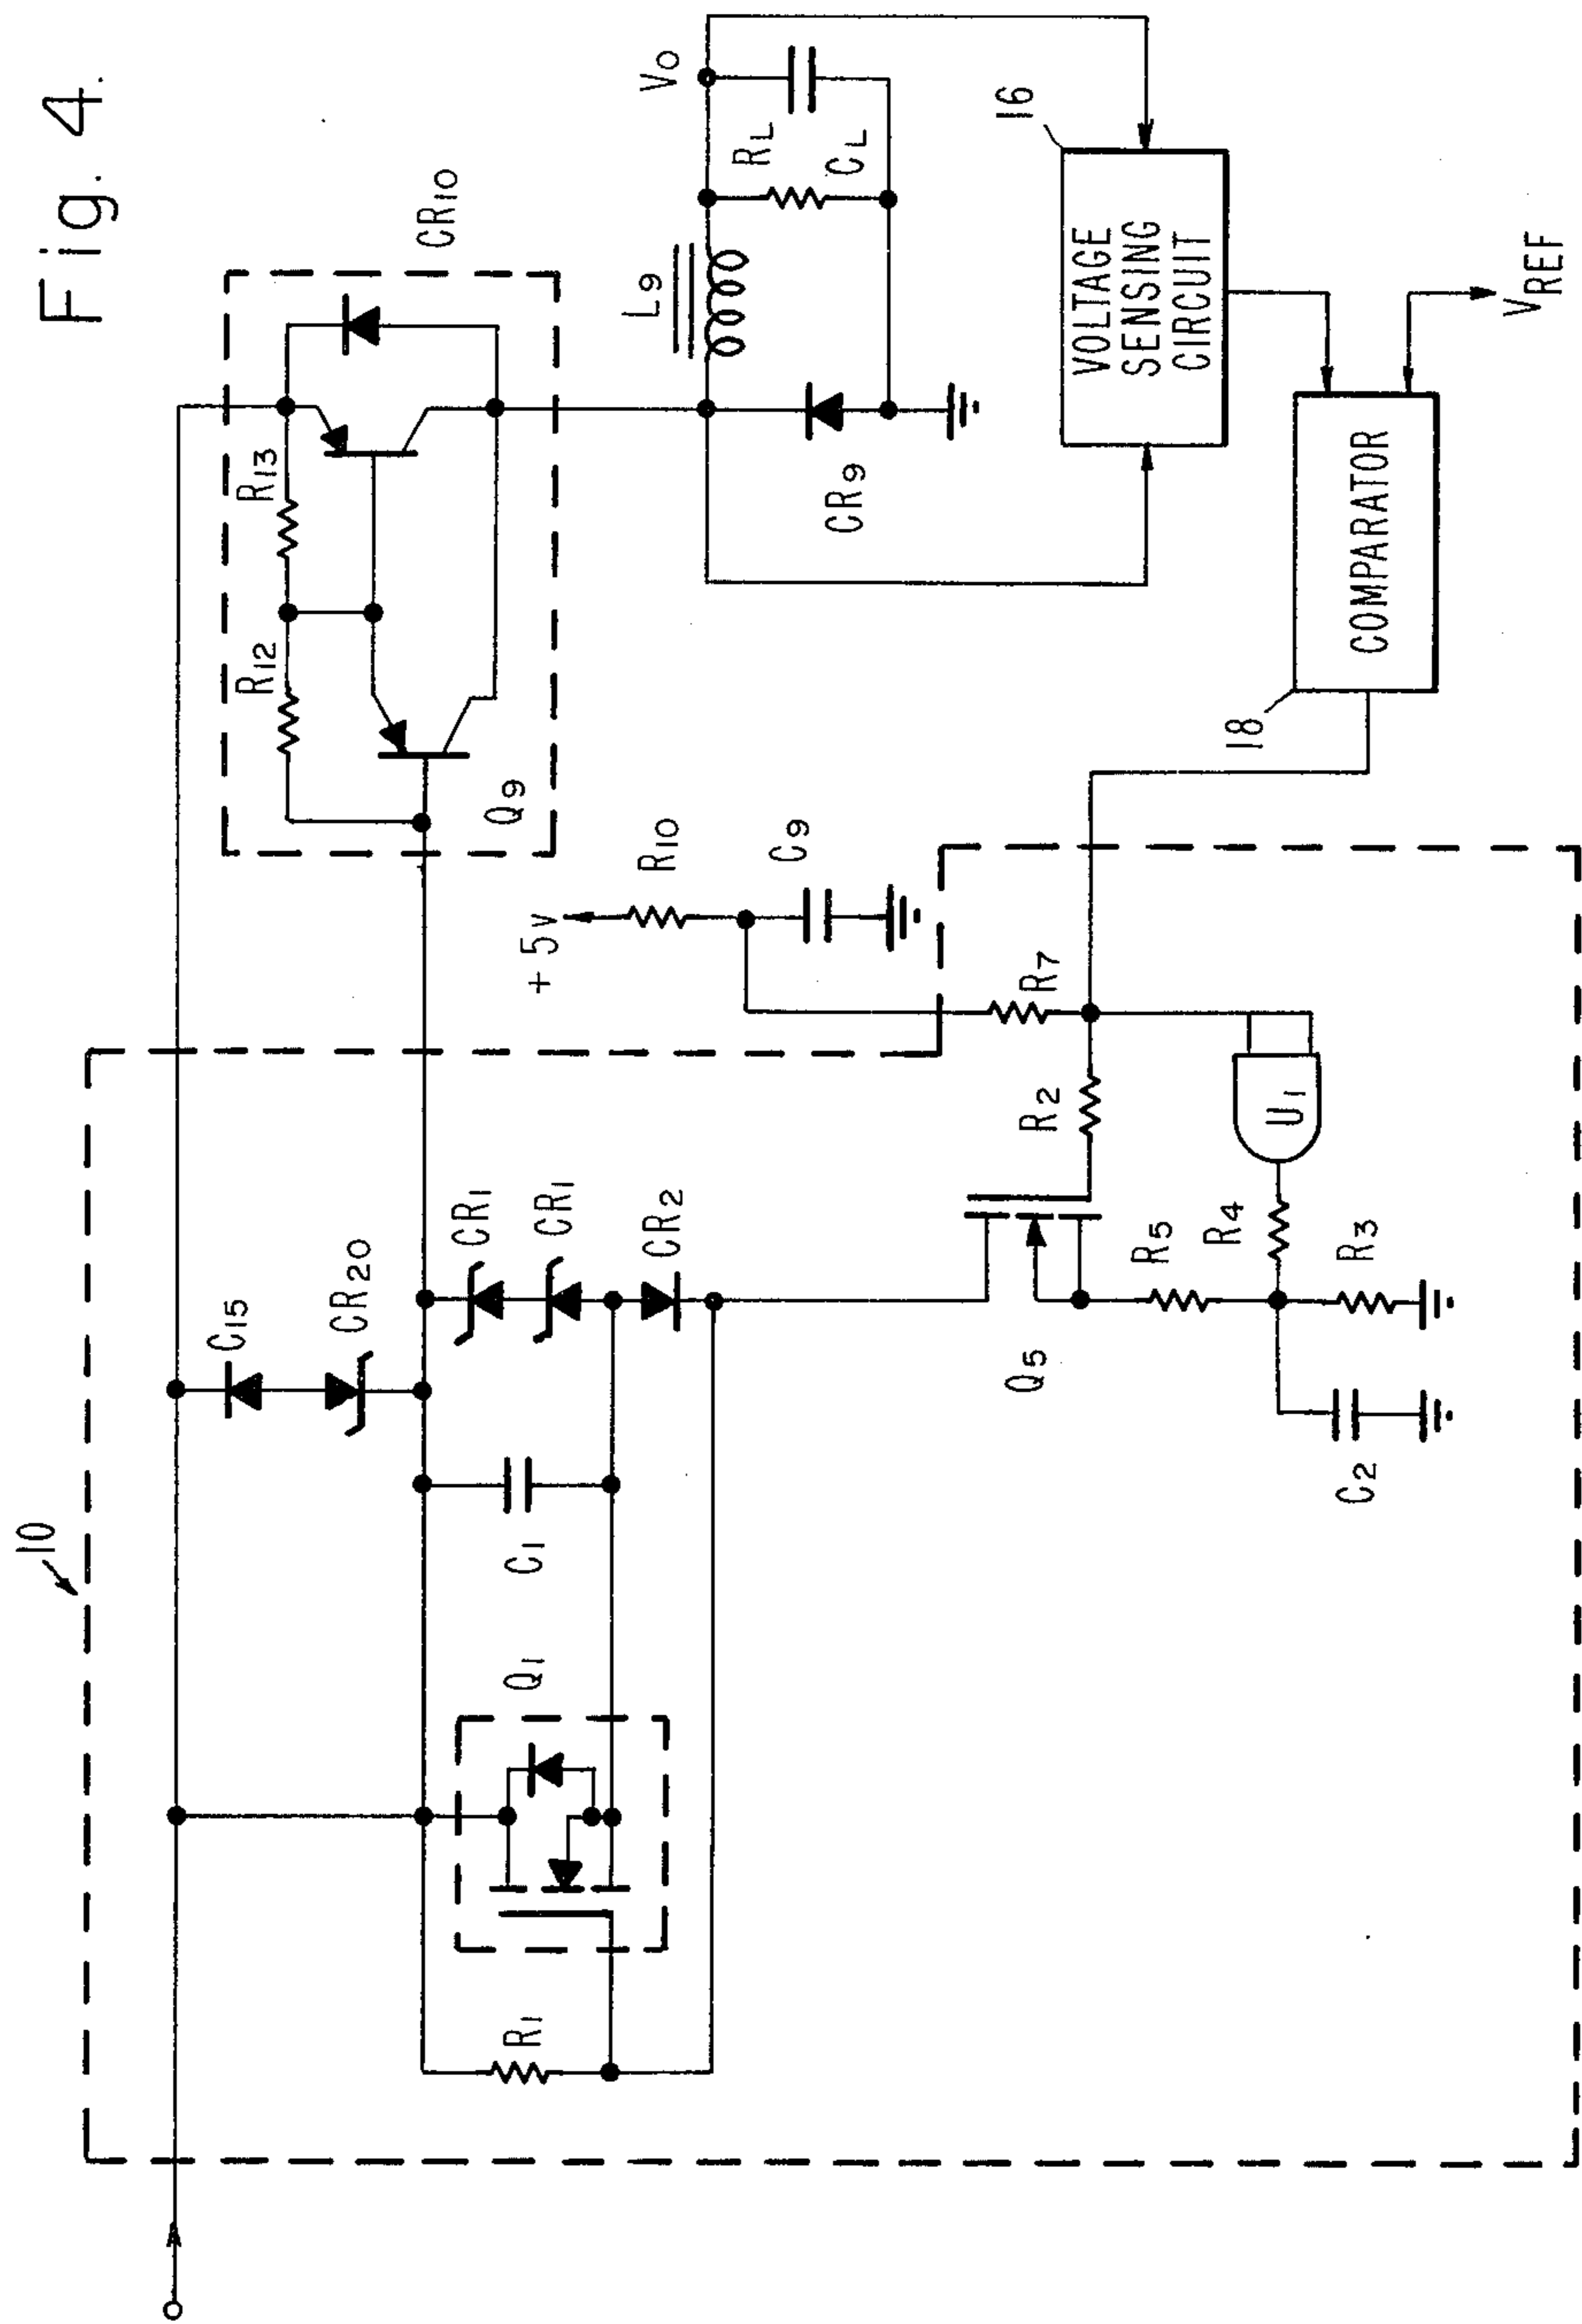 Fig. 4.
10
CR10
R13
R12
Q9
C15
CR20
CR1
CR1
CR2
C1
Q1
R1
+5v
R10
C9
L9
Vo
RL
CL
CR9
16
VOLTAGE
SENSING
CIRCUIT
VREF
18
COMPARATOR
R7
R2
U1
Q5
R5
R4
R3
C2